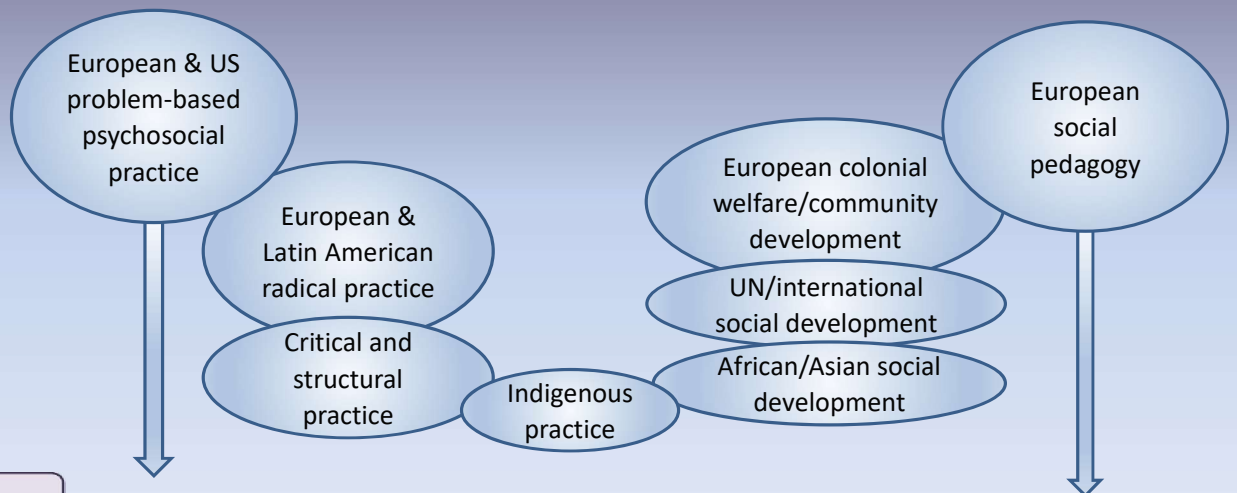 European & US
problem-based
psychosocial
practice
European &
Latin American
radical practice
Critical and
structural
practice
Indigenous
practice
European colonial
welfare/community
development
UN/international
social development
African/Asian social
development
European
social
pedagogy